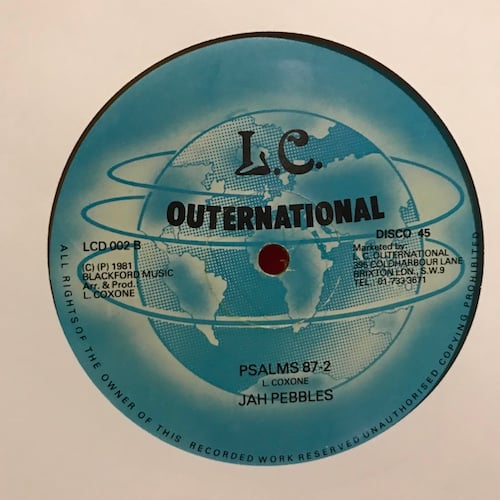 L.C.
OUTERNATIONAL
LCD 002-B
(C) (P) 1981
BLACKFORD MUSIC
Arr. & Prod.
L. COXONE
DISCO 45
Marketed by:
L. C. OUTERNATIONAL
396 COLDHARBOUR LANE
BRIXTON LDN., S.W.9
TEL.: 01-733-3671
PSALMS 87-2
L. COXONE
JAH PEBBLES
ALL RIGHTS OF THE OWNER OF THIS RECORDED WORK RESERVED UNAUTHORISED COPYING PROHIBITED